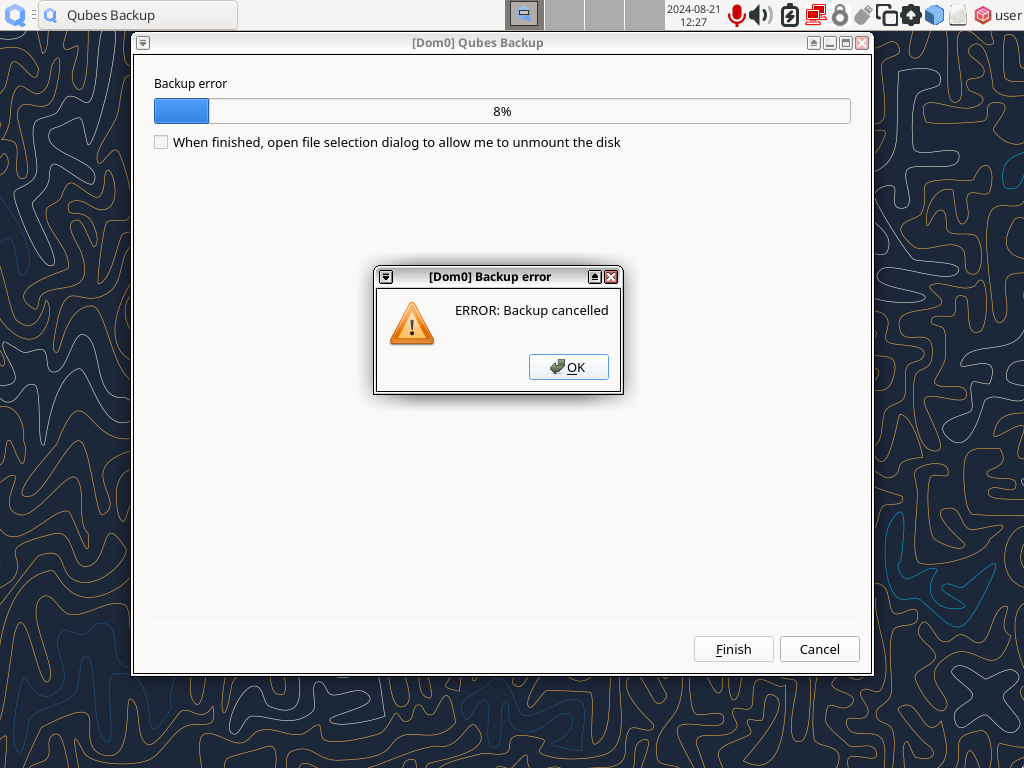 Qubes Backup
2024-08-21
12:27
user
[Dom0] Qubes Backup
Backup error
8%
When finished, open file selection dialog to allow me to unmount the disk
[Dom0] Backup error
ERROR: Backup cancelled
OK
Finish
Cancel